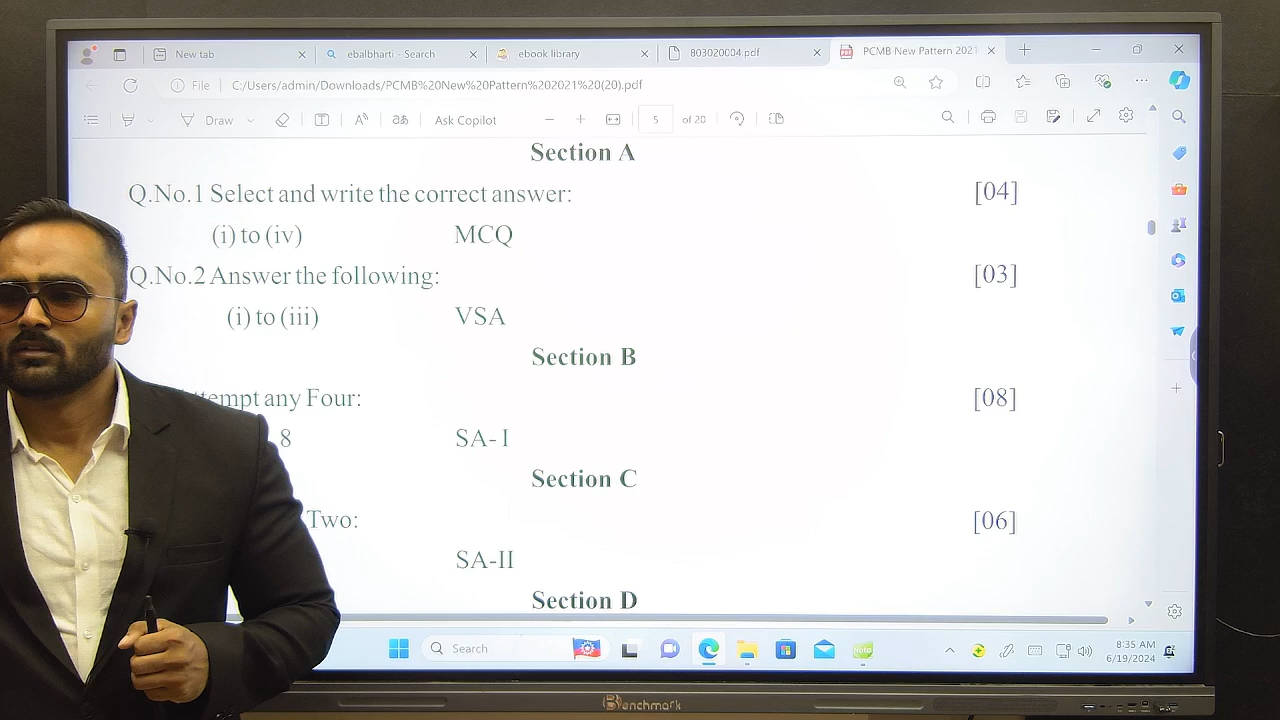 New tab
ebalbharti - Search
ebook library
803020004.pdf
PCMB New Pattern 2021
File
C:/Users/admin/Downloads/PCMB%20New%20Pattern%202021%20(20).pdf
Draw
Ask Copilot
5
of 20
Section A
Q.No.1 Select and write the correct answer: [04]
(i) to (iv) MCQ
Q.No.2 Answer the following: [03]
(i) to (iii) VSA
Section B
ttempt any Four: [08]
8 SA- I
Section C
Two: [06]
SA-II
Section D
Search
8:35 AM
6/19/2024
Benchmark